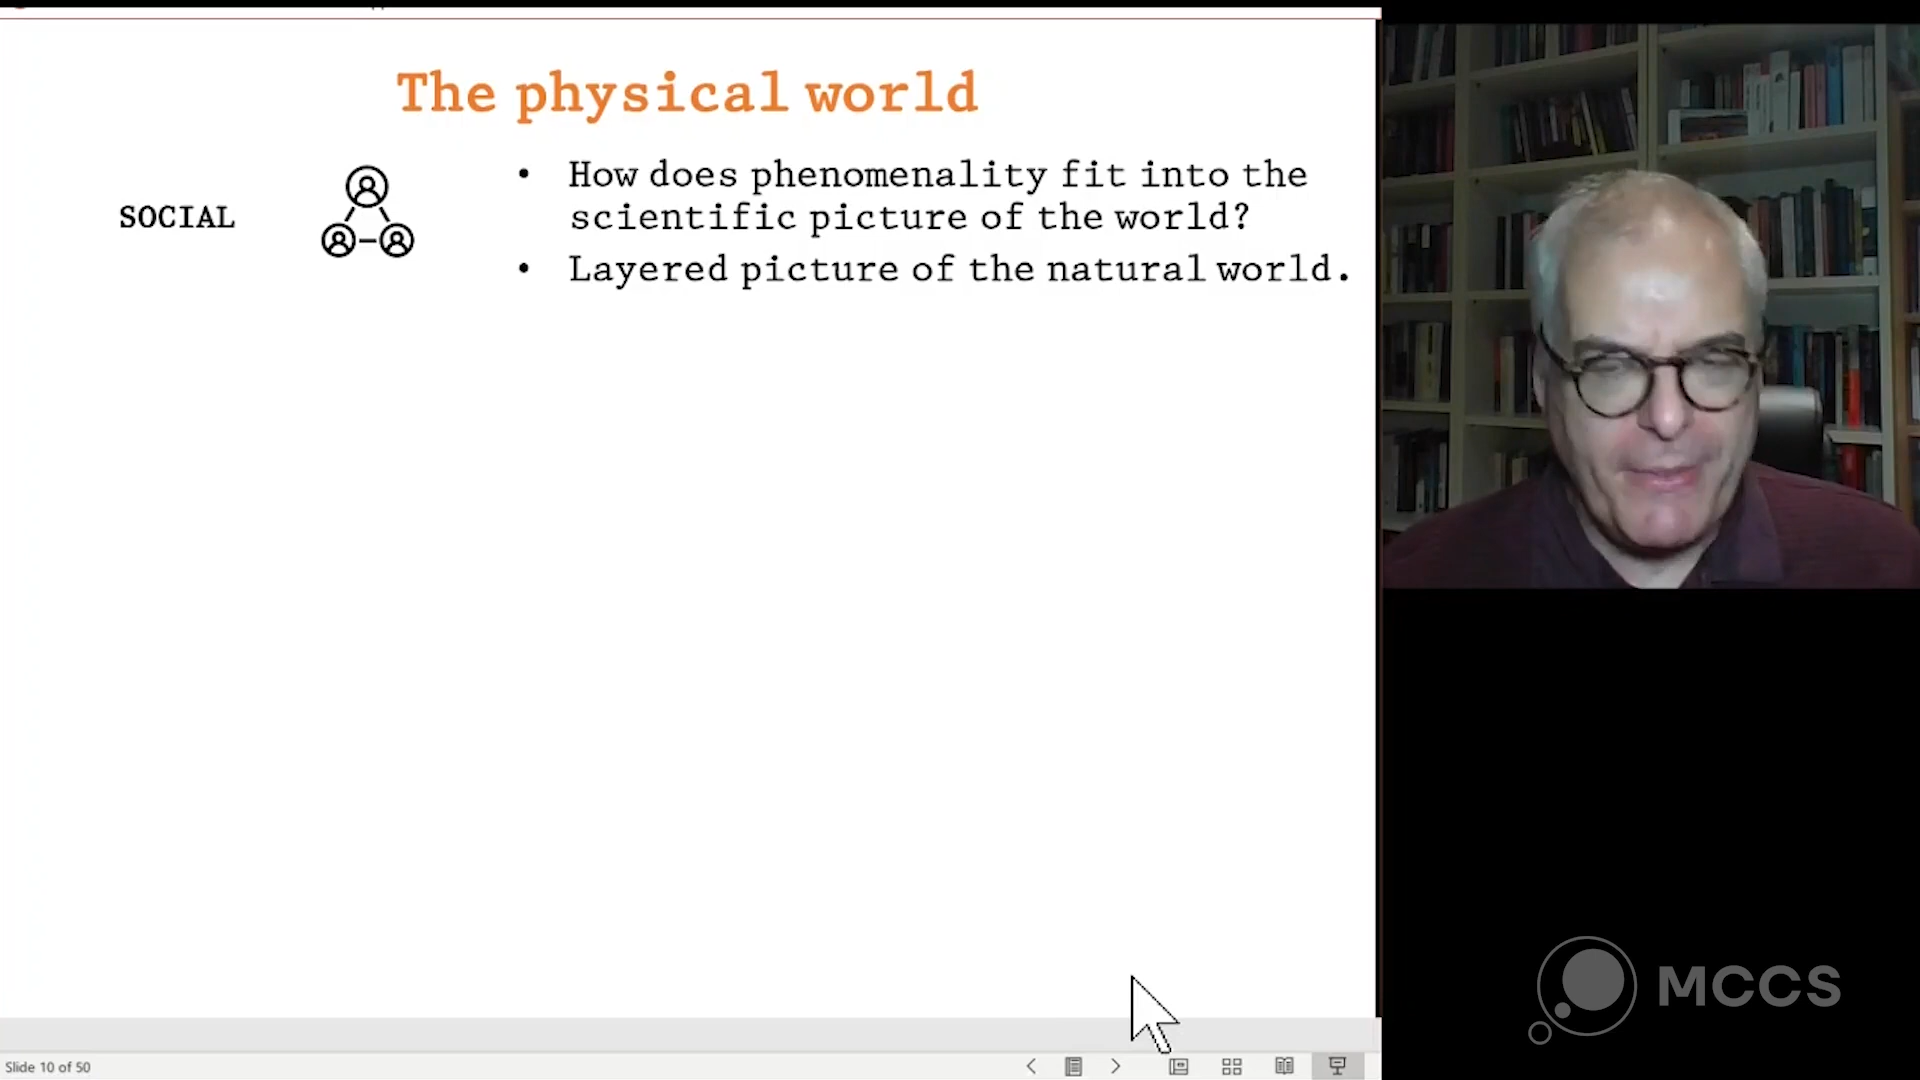 The physical world
SOCIAL
• How does phenomenality fit into the
scientific picture of the world?
• Layered picture of the natural world.
MCCS
Slide 10 of 50